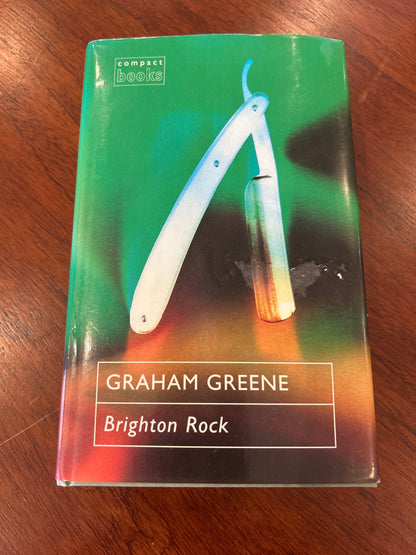 compact
books
GRAHAM GREENE
Brighton Rock